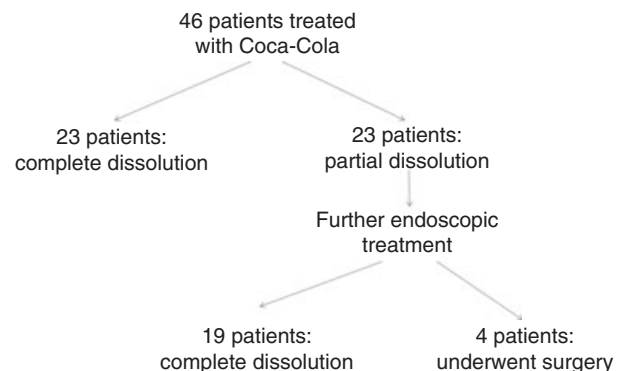 46 patients treated
with Coca-Cola
23 patients:
complete dissolution
23 patients:
partial dissolution
Further endoscopic
treatment
19 patients:
complete dissolution
4 patients:
underwent surgery